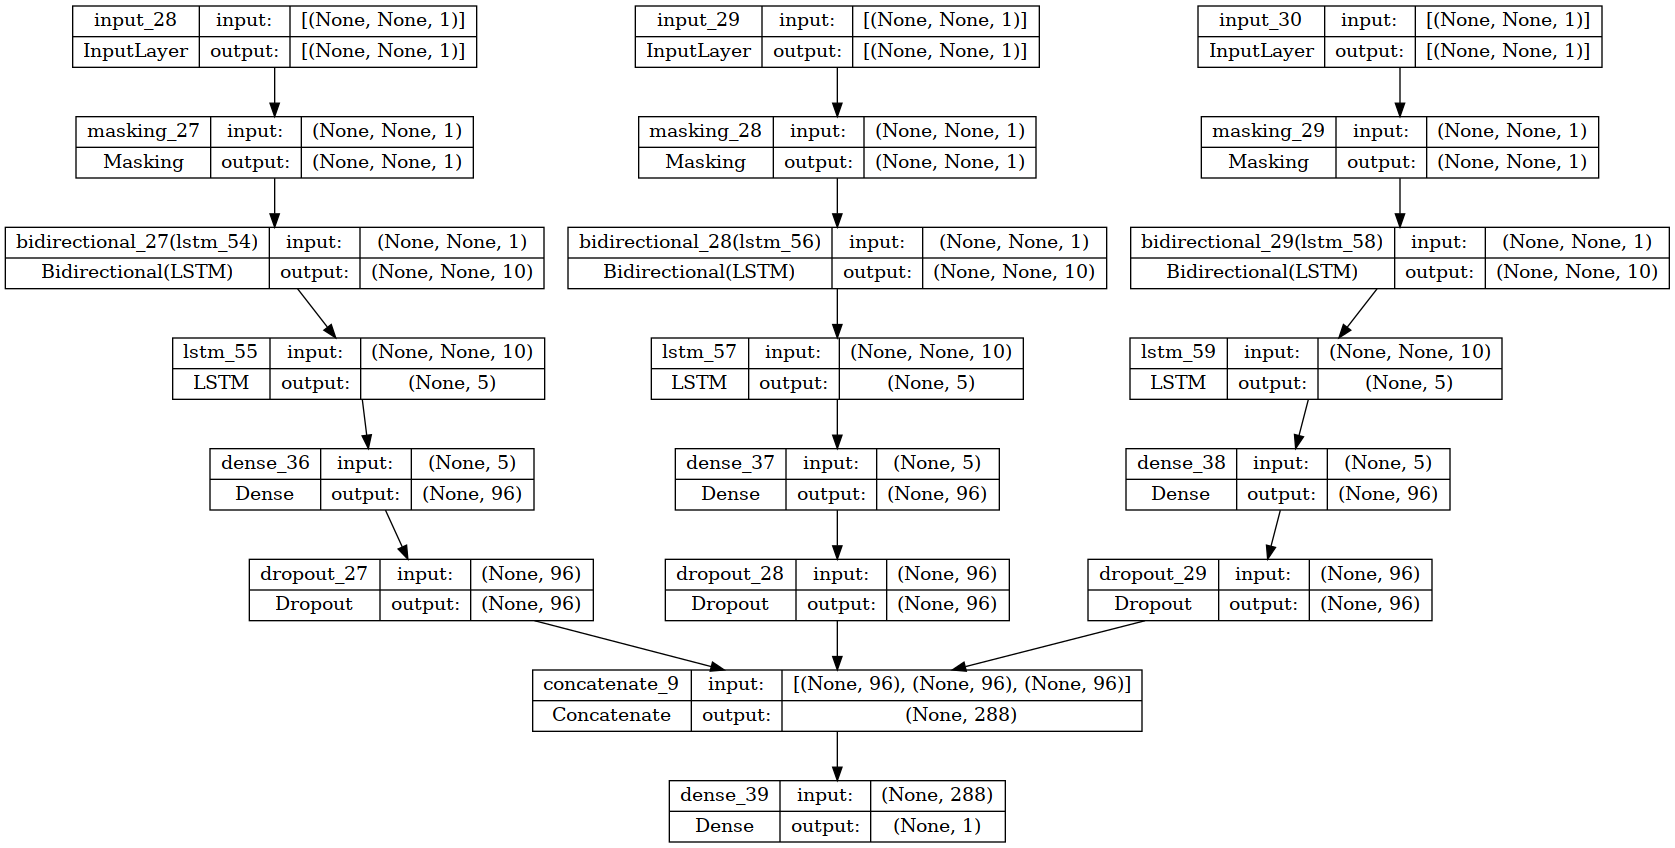 input_28 input: [(None, None, 1)]
InputLayer output: [(None, None, 1)]
input_29 input: [(None, None, 1)]
InputLayer output: [(None, None, 1)]
input_30 input: [(None, None, 1)]
InputLayer output: [(None, None, 1)]
masking_27 input: (None, None, 1)
Masking output: (None, None, 1)
masking_28 input: (None, None, 1)
Masking output: (None, None, 1)
masking_29 input: (None, None, 1)
Masking output: (None, None, 1)
bidirectional_27(lstm_54) input: (None, None, 1)
Bidirectional(LSTM) output: (None, None, 10)
bidirectional_28(lstm_56) input: (None, None, 1)
Bidirectional(LSTM) output: (None, None, 10)
bidirectional_29(lstm_58) input: (None, None, 1)
Bidirectional(LSTM) output: (None, None, 10)
lstm_55 input: (None, None, 10)
LSTM output: (None, 5)
lstm_57 input: (None, None, 10)
LSTM output: (None, 5)
lstm_59 input: (None, None, 10)
LSTM output: (None, 5)
dense_36 input: (None, 5)
Dense output: (None, 96)
dense_37 input: (None, 5)
Dense output: (None, 96)
dense_38 input: (None, 5)
Dense output: (None, 96)
dropout_27 input: (None, 96)
Dropout output: (None, 96)
dropout_28 input: (None, 96)
Dropout output: (None, 96)
dropout_29 input: (None, 96)
Dropout output: (None, 96)
concatenate_9 input: [(None, 96), (None, 96), (None, 96)]
Concatenate output: (None, 288)
dense_39 input: (None, 288)
Dense output: (None, 1)